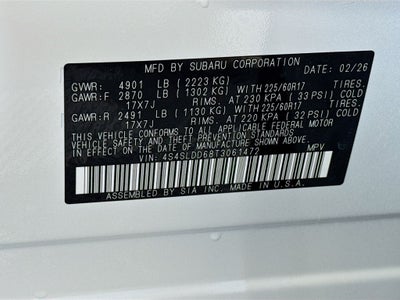 MFD BY SUBARU CORPORATION DATE: 02/26
GVWR: 4901 LB (2223 KG)
GAWR:F 2870 LB (1302 KG) WITH 225/60R17 TIRES.
17X7J RIMS. AT 230 KPA ( 33 PSI) COLD
GAWR:R 2491 LB (1130 KG) WITH 225/60R17 TIRES.
17X7J RIMS. AT 220 KPA ( 32 PSI) COLD
THIS VEHICLE CONFORMS TO ALL APPLICABLE FEDERAL MOTOR
VEHICLE SAFETY, BUMPER, AND THEFT PREVENTION STANDARDS
IN EFFECT ON THE DATE OF MANUFACTURE SHOWN ABOVE.
VIN: 4S4SLDD68T3061472 MPV
ASSEMBLED BY SIA INC. MADE IN U.S.A.